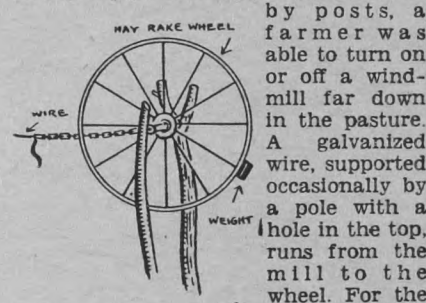 HAY RAKE WHEEL
WIRE
WEIGHT
by posts, a
farmer was
able to turn on
or off a wind-
mill far down
in the pasture.
A galvanized
wire, supported
occasionally by
a pole with a
hole in the top,
runs from the
mill to the
wheel. For the